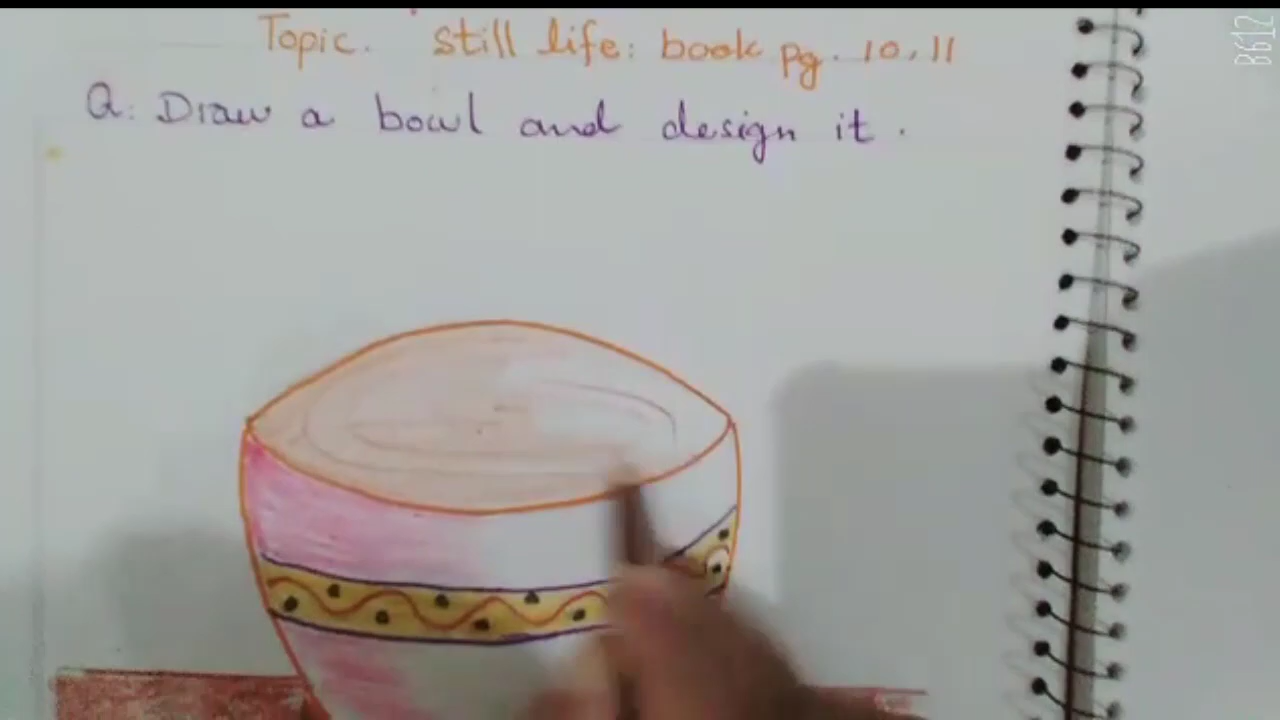 Topic. still life: book pg. 10, 11
Q: Draw a bowl and design it.
B612